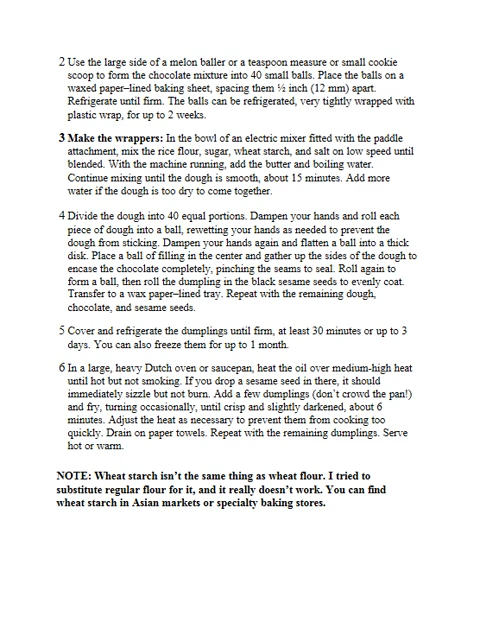 2 Use the large side of a melon baller or a teaspoon measure or small cookie
scoop to form the chocolate mixture into 40 small balls. Place the balls on a
waxed paper–lined baking sheet, spacing them ½ inch (12 mm) apart.
Refrigerate until firm. The balls can be refrigerated, very tightly wrapped with
plastic wrap, for up to 2 weeks.
3 Make the wrappers: In the bowl of an electric mixer fitted with the paddle
attachment, mix the rice flour, sugar, wheat starch, and salt on low speed until
blended. With the machine running, add the butter and boiling water.
Continue mixing until the dough is smooth, about 15 minutes. Add more
water if the dough is too dry to come together.
4 Divide the dough into 40 equal portions. Dampen your hands and roll each
piece of dough into a ball, rewetting your hands as needed to prevent the
dough from sticking. Dampen your hands again and flatten a ball into a thick
disk. Place a ball of filling in the center and gather up the sides of the dough to
encase the chocolate completely, pinching the seams to seal. Roll again to
form a ball, then roll the dumpling in the black sesame seeds to evenly coat.
Transfer to a wax paper–lined tray. Repeat with the remaining dough,
chocolate, and sesame seeds.
5 Cover and refrigerate the dumplings until firm, at least 30 minutes or up to 3
days. You can also freeze them for up to 1 month.
6 In a large, heavy Dutch oven or saucepan, heat the oil over medium-high heat
until hot but not smoking. If you drop a sesame seed in there, it should
immediately sizzle but not burn. Add a few dumplings (don’t crowd the pan!)
and fry, turning occasionally, until crisp and slightly darkened, about 6
minutes. Adjust the heat as necessary to prevent them from cooking too
quickly. Drain on paper towels. Repeat with the remaining dumplings. Serve
hot or warm.
NOTE: Wheat starch isn’t the same thing as wheat flour. I tried to
substitute regular flour for it, and it really doesn’t work. You can find
wheat starch in Asian markets or specialty baking stores.